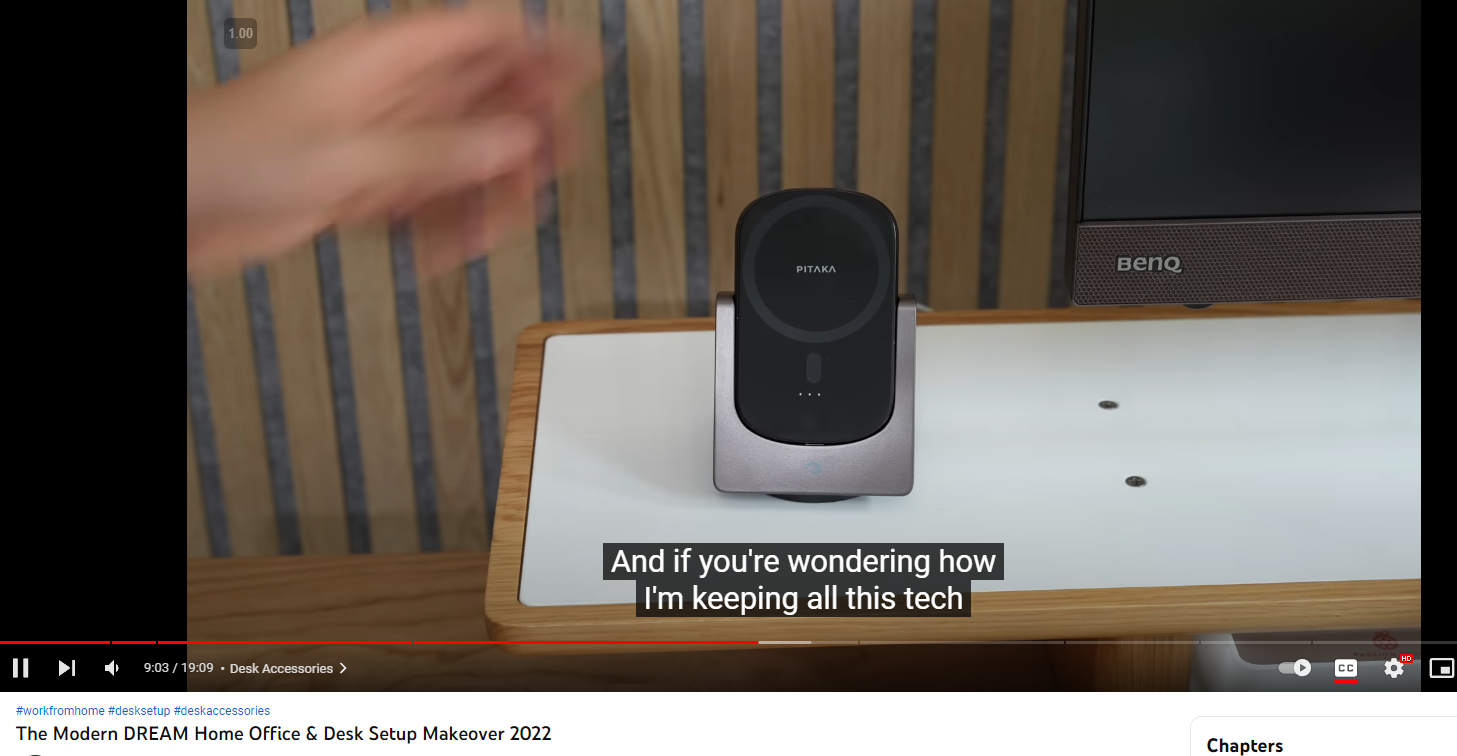 1.00
PITAKA
BenQ
And if you're wondering how
I'm keeping all this tech
9:03 / 19:09 • Desk Accessories >
CC
HD
#workfromhome #desksetup #deskaccessories
The Modern DREAM Home Office & Desk Setup Makeover 2022
Chapters